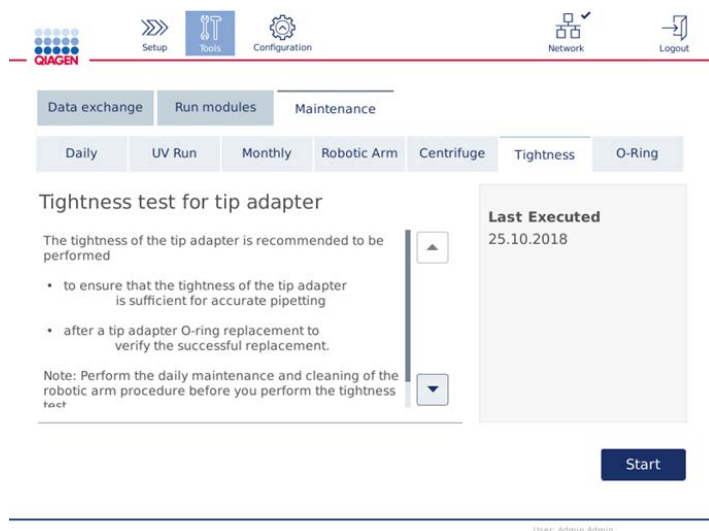 QIAGEN
Setup
Tools
Configuration
Network
Logout
Data exchange
Run modules
Maintenance
Daily
UV Run
Monthly
Robotic Arm
Centrifuge
Tightness
O-Ring
Tightness test for tip adapter
The tightness of the tip adapter is recommended to be
performed
• to ensure that the tightness of the tip adapter
is sufficient for accurate pipetting
• after a tip adapter O-ring replacement to
verify the successful replacement.
Note: Perform the daily maintenance and cleaning of the
robotic arm procedure before you perform the tightness
test
Last Executed
25.10.2018
Start
User: Admin Admin